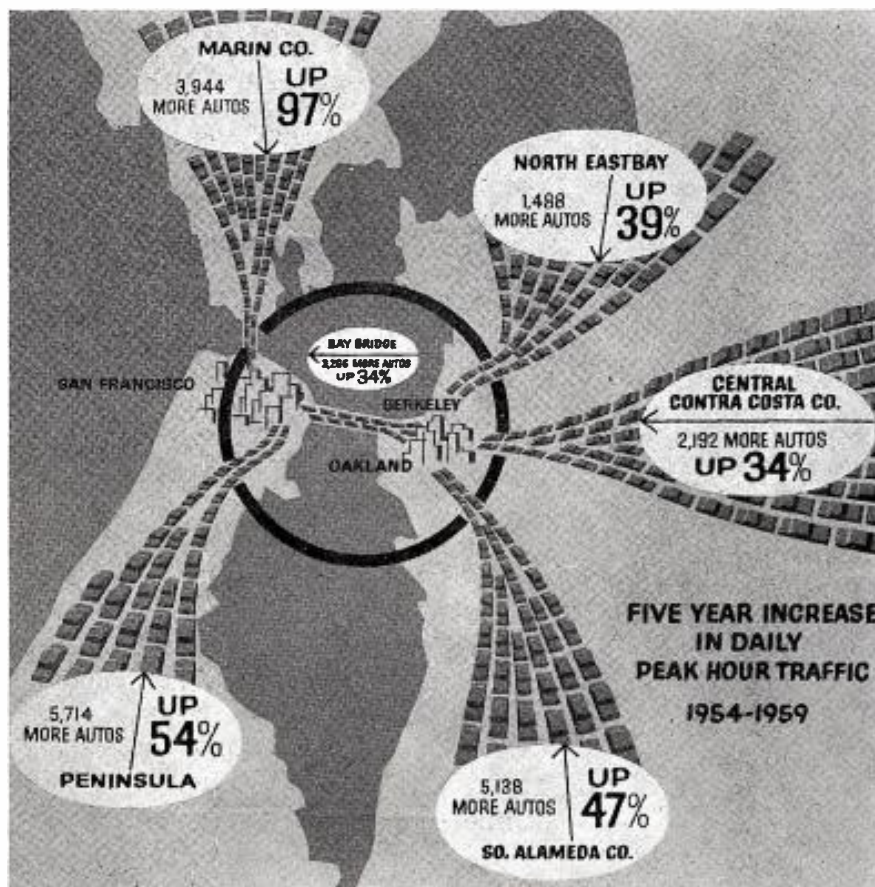 MARIN CO.
3,944
MORE AUTOS
UP
97%
NORTH EASTBAY
1,488
MORE AUTOS
UP
39%
BAY BRIDGE
MORE AUTOS
UP 34%
SAN FRANCISCO
BERKELEY
OAKLAND
CENTRAL
CONTRA COSTA CO.
2,192 MORE AUTOS
UP 34%
FIVE YEAR INCREASE
IN DAILY
PEAK HOUR TRAFFIC
1954-1959
5,714
MORE AUTOS
UP
54%
PENINSULA
5,138
MORE AUTOS
UP
47%
SO. ALAMEDA CO.